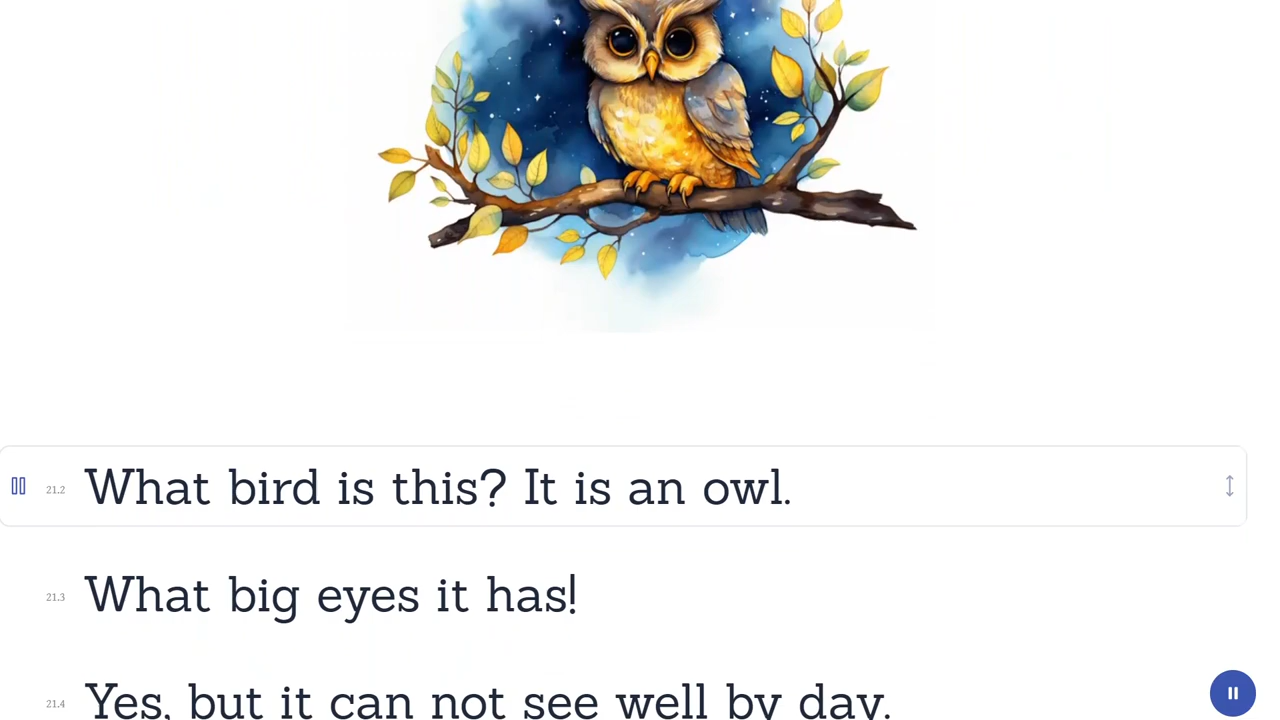 21.2 What bird is this? It is an owl.
21.3 What big eyes it has!
21.4 Yes, but it can not see well by day.